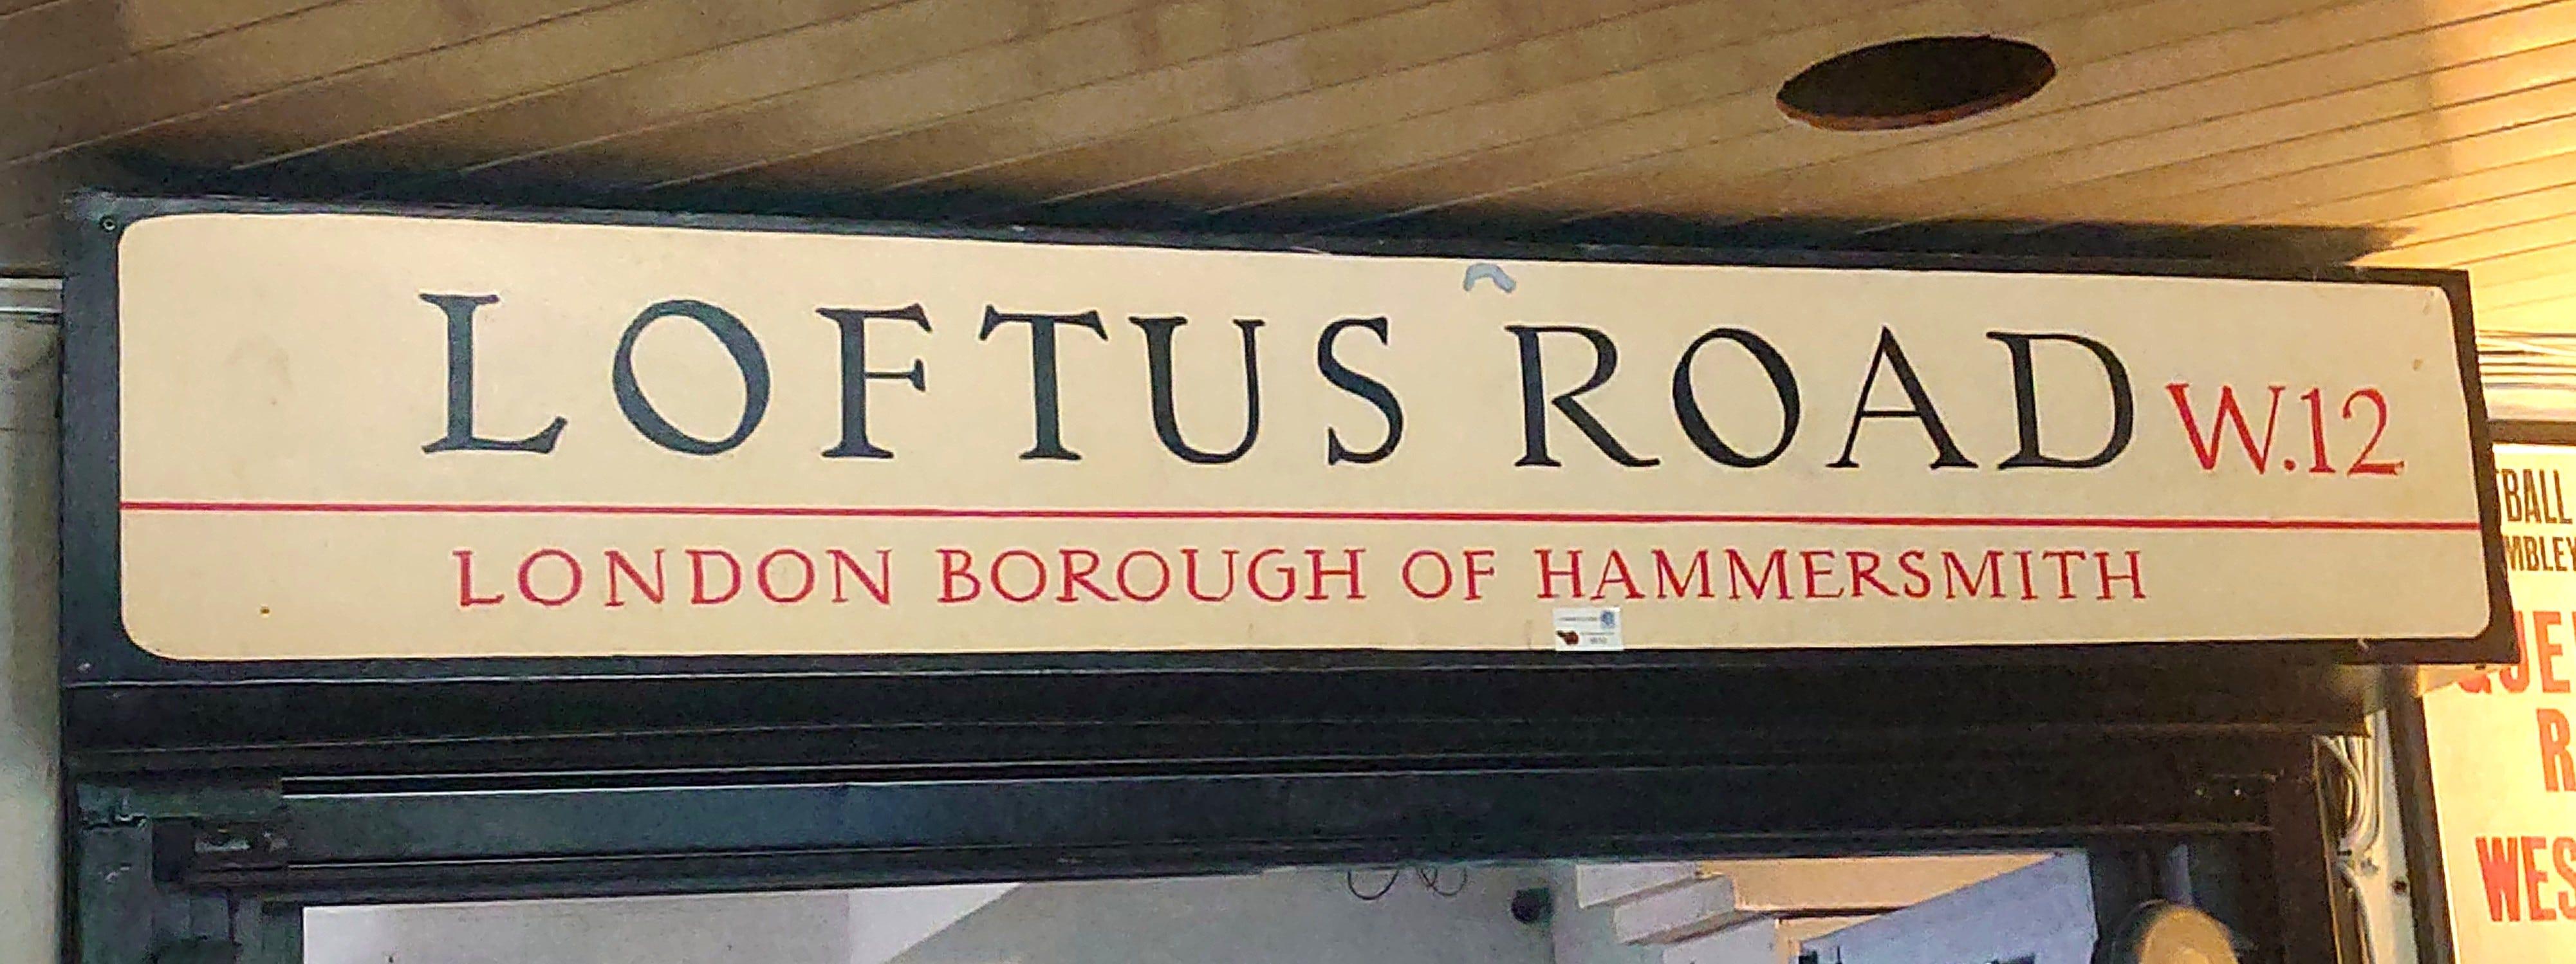 LOFTUS ROAD W.12
LONDON BOROUGH OF HAMMERSMITH